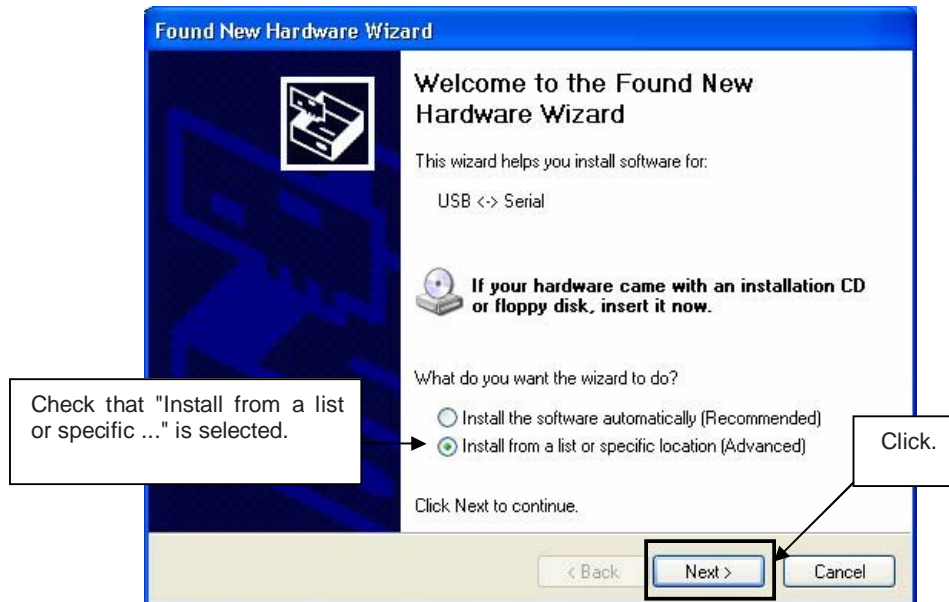 Found New Hardware Wizard
Welcome to the Found New
Hardware Wizard
This wizard helps you install software for:
USB <-> Serial
If your hardware came with an installation CD
or floppy disk, insert it now.
What do you want the wizard to do?
Install the software automatically (Recommended)
Install from a list or specific location (Advanced)
Click Next to continue.
< Back
Next >
Cancel
Check that "Install from a list
or specific ..." is selected.
Click.